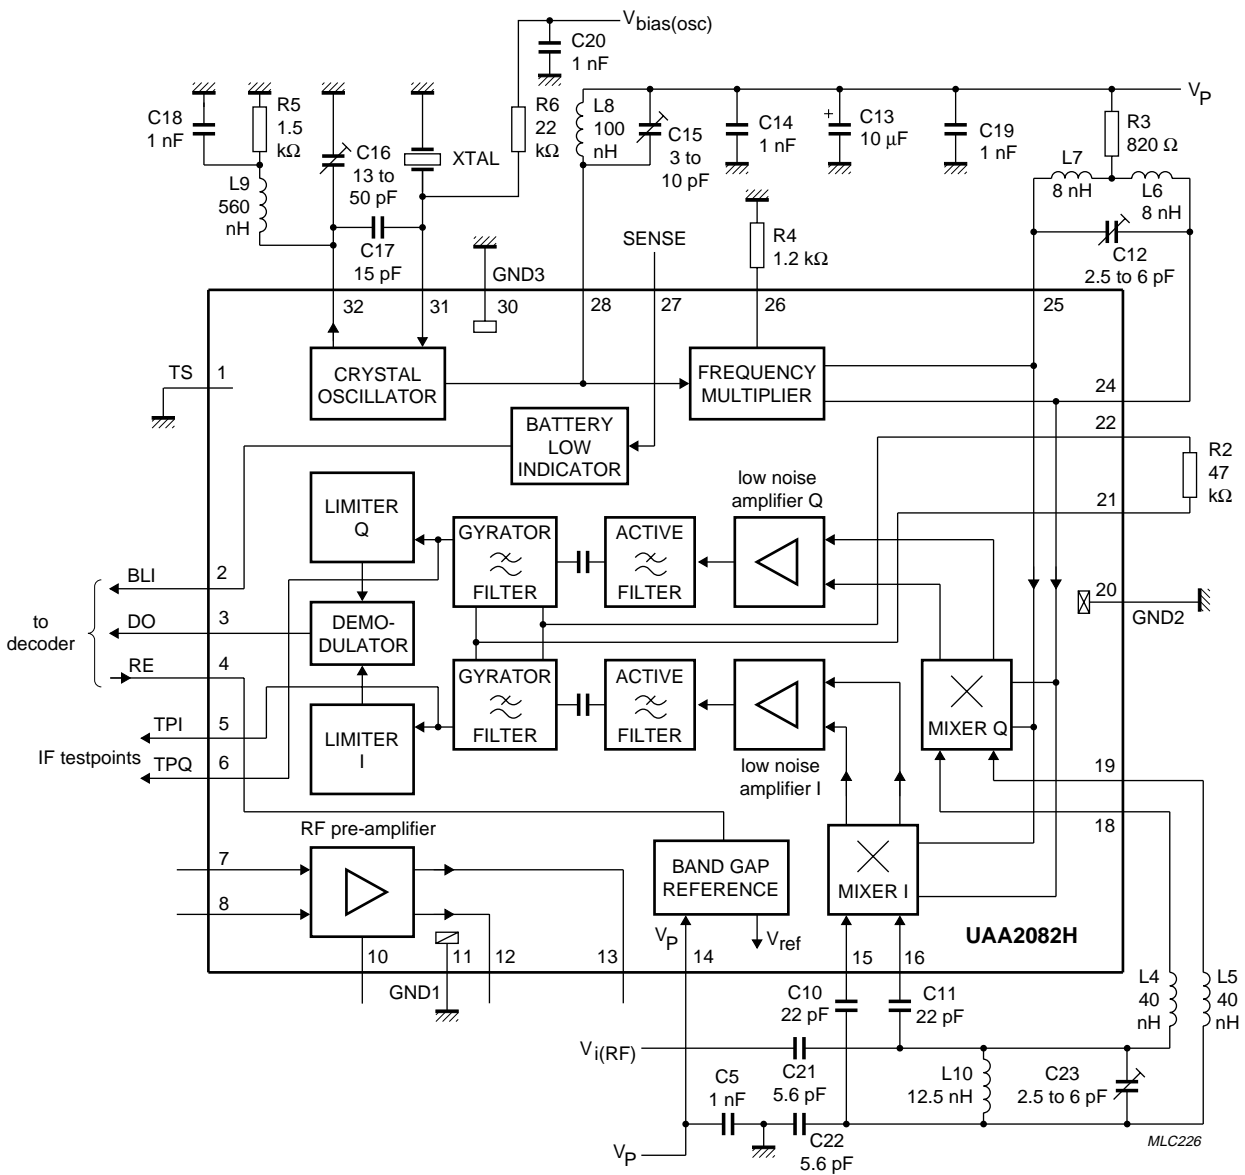 Vbias(osc)
C20
1 nF
C18
1 nF
R5
1.5
kΩ
C16
13 to
50 pF
XTAL
R6
22
kΩ
L8
100
nH
C15
3 to
10 pF
C14
1 nF
+
C13
10 µF
C19
1 nF
VP
R3
820 Ω
L7
8 nH
L6
8 nH
L9
560
nH
C17
15 pF
GND3
SENSE
R4
1.2 kΩ
C12
2.5 to 6 pF
32
31
30
28
27
26
25
TS
1
CRYSTAL
OSCILLATOR
FREQUENCY
MULTIPLIER
24
22
BATTERY
LOW
INDICATOR
R2
47
kΩ
21
low noise
amplifier Q
LIMITER
Q
GYRATOR
FILTER
ACTIVE
FILTER
to
decoder
BLI
2
DO
3
RE
4
DEMO-
DULATOR
20
GND2
GYRATOR
FILTER
ACTIVE
FILTER
MIXER Q
IF testpoints
TPI
5
TPQ
6
LIMITER
I
low noise
amplifier I
19
18
RF pre-amplifier
7
8
BAND GAP
REFERENCE
MIXER I
VP
Vref
UAA2082H
10
11
12
13
14
15
16
GND1
C10
22 pF
C11
22 pF
L4
40
nH
L5
40
nH
Vi(RF)
C21
5.6 pF
C5
1 nF
L10
12.5 nH
C23
2.5 to 6 pF
VP
C22
5.6 pF
MLC226